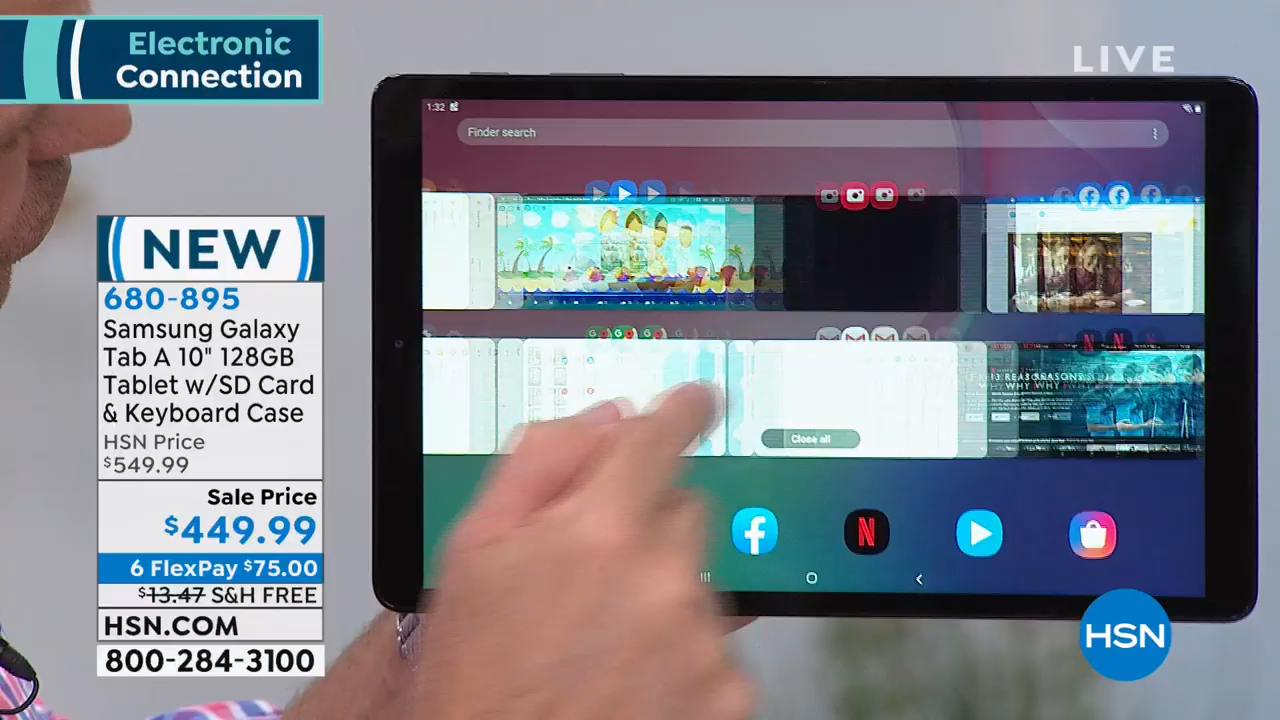 Electronic
Connection
LIVE
NEW
680-895
Samsung Galaxy
Tab A 10" 128GB
Tablet w/SD Card
& Keyboard Case
HSN Price
$549.99
Sale Price
$449.99
6 FlexPay $75.00
$13.47 S&H FREE
HSN.COM
800-284-3100
1:32
Finder search
Close all
HSN